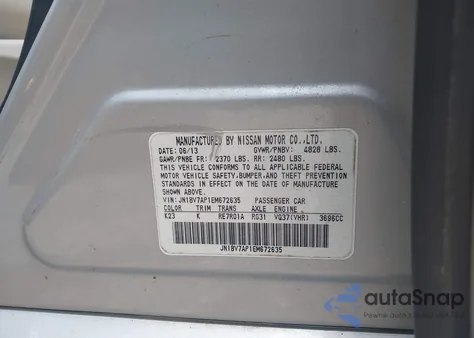 MANUFACTURED BY NISSAN MOTOR CO.,LTD.
DATE: 06/13 GVWR/PNBV: 4828 LBS.
GAWR/PNBE FR: 2370 LBS. RR: 2480 LBS.
THIS VEHICLE CONFORMS TO ALL APPLICABLE FEDERAL
MOTOR VEHICLE SAFETY, BUMPER, AND THEFT PREVENTION
STANDARDS IN EFFECT ON THE DATE OF MANUFACTURE
SHOWN ABOVE.
VIN: JN1BV7AP1EM672635 PASSENGER CAR
COLOR TRIM TRANS AXLE ENGINE
K23 K RE7R01A RG31 VQ37(VHR) 3696CC
JN1BV7AP1EM672635
autoSnap